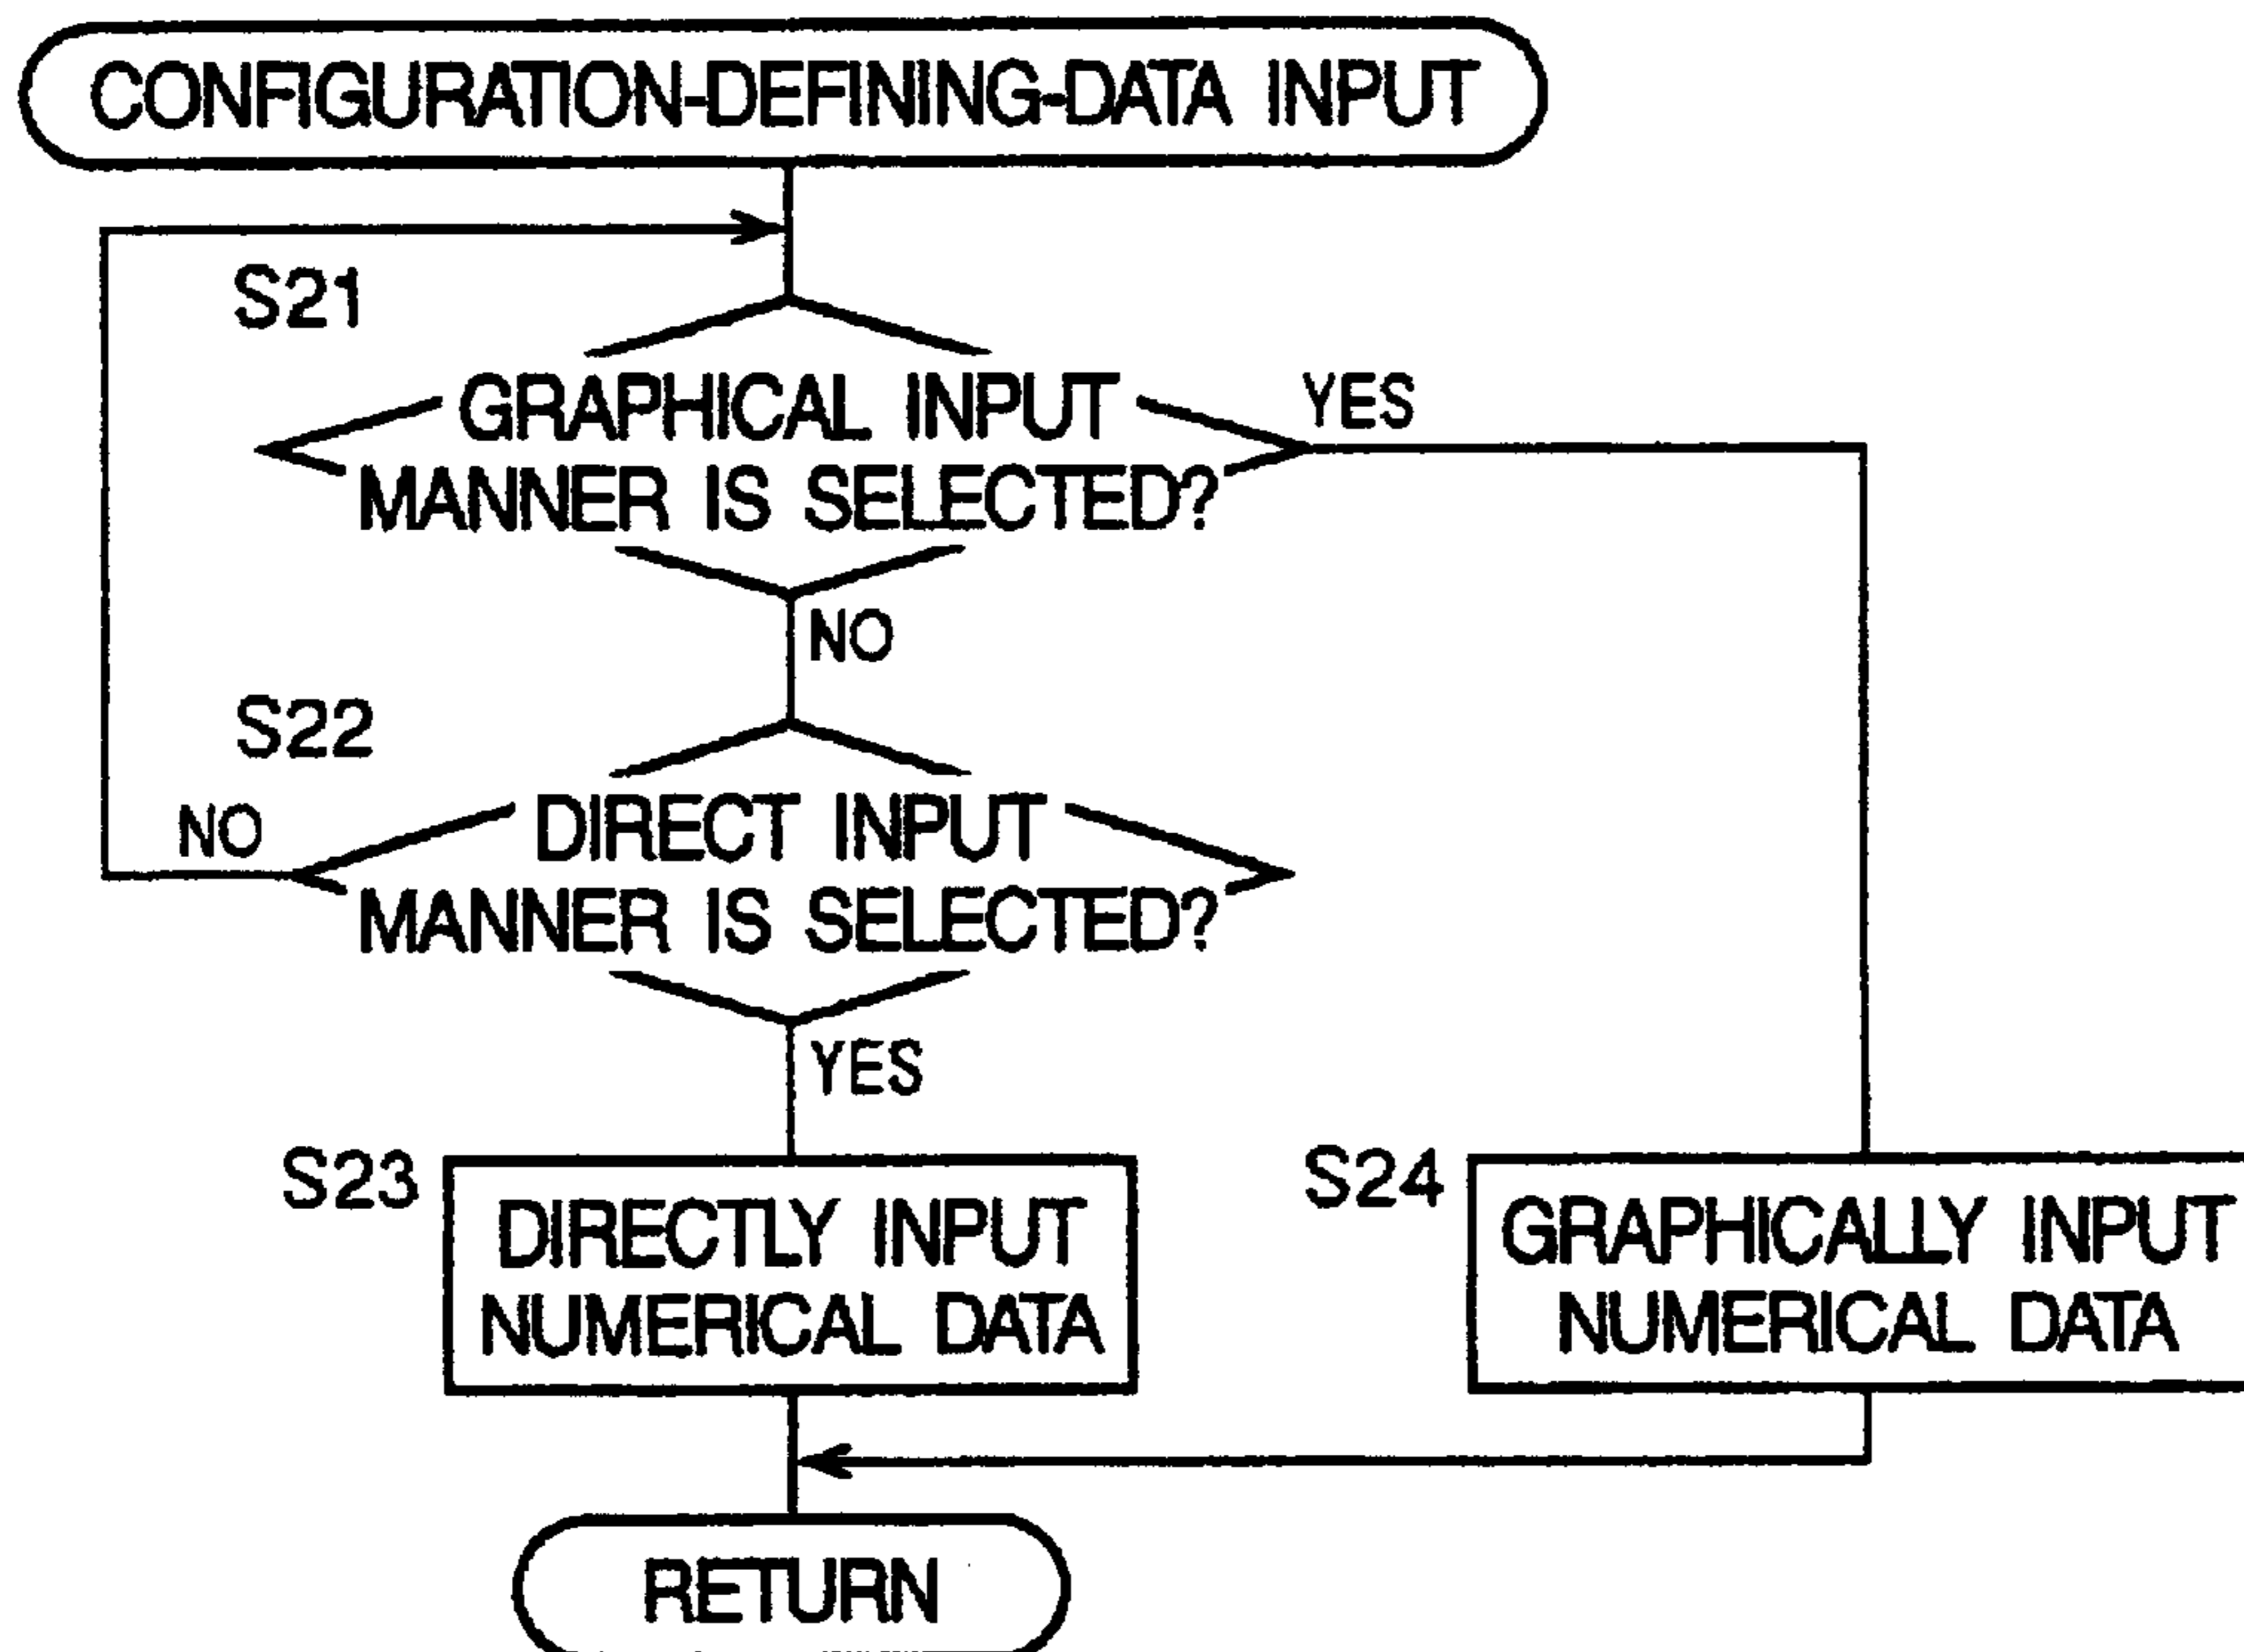 CONFIGURATION-DEFINING-DATA INPUT
S21
GRAPHICAL INPUT
MANNER IS SELECTED?
YES
NO
S22
DIRECT INPUT
MANNER IS SELECTED?
NO
YES
S23
DIRECTLY INPUT
NUMERICAL DATA
S24
GRAPHICALLY INPUT
NUMERICAL DATA
RETURN